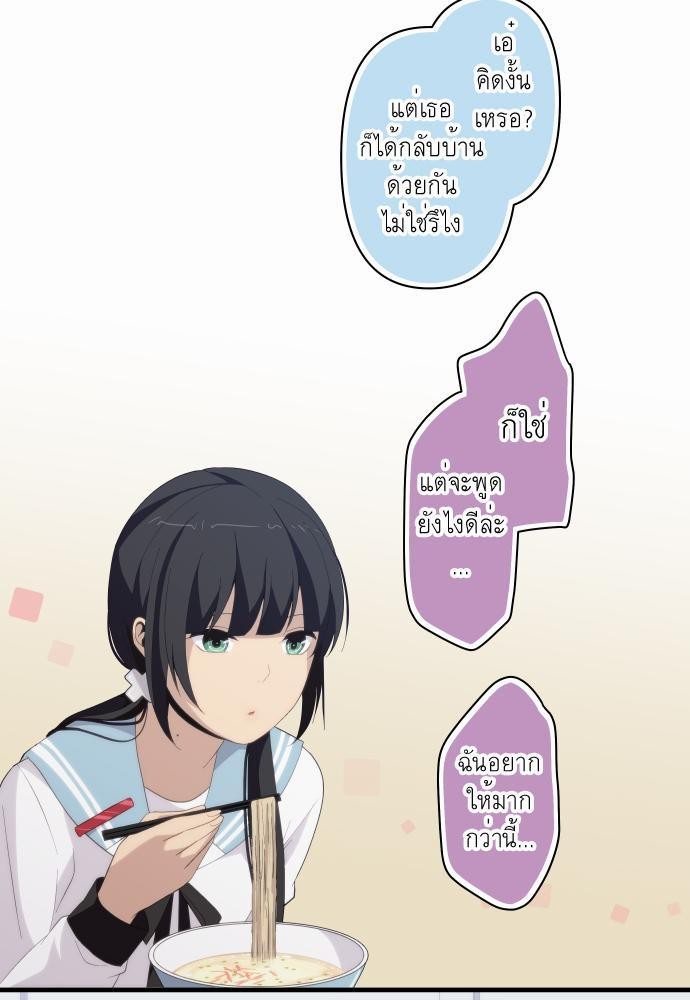 เอ๋
คิดงั้น
เหรอ?
แต่เธอ
ก็ได้กลับบ้าน
ด้วยกัน
ไม่ใช่รึไง
ก็ใช่
แต่จะพูด
ยังไงดีล่ะ
...
ฉันอยาก
ให้มาก
กว่านี้...